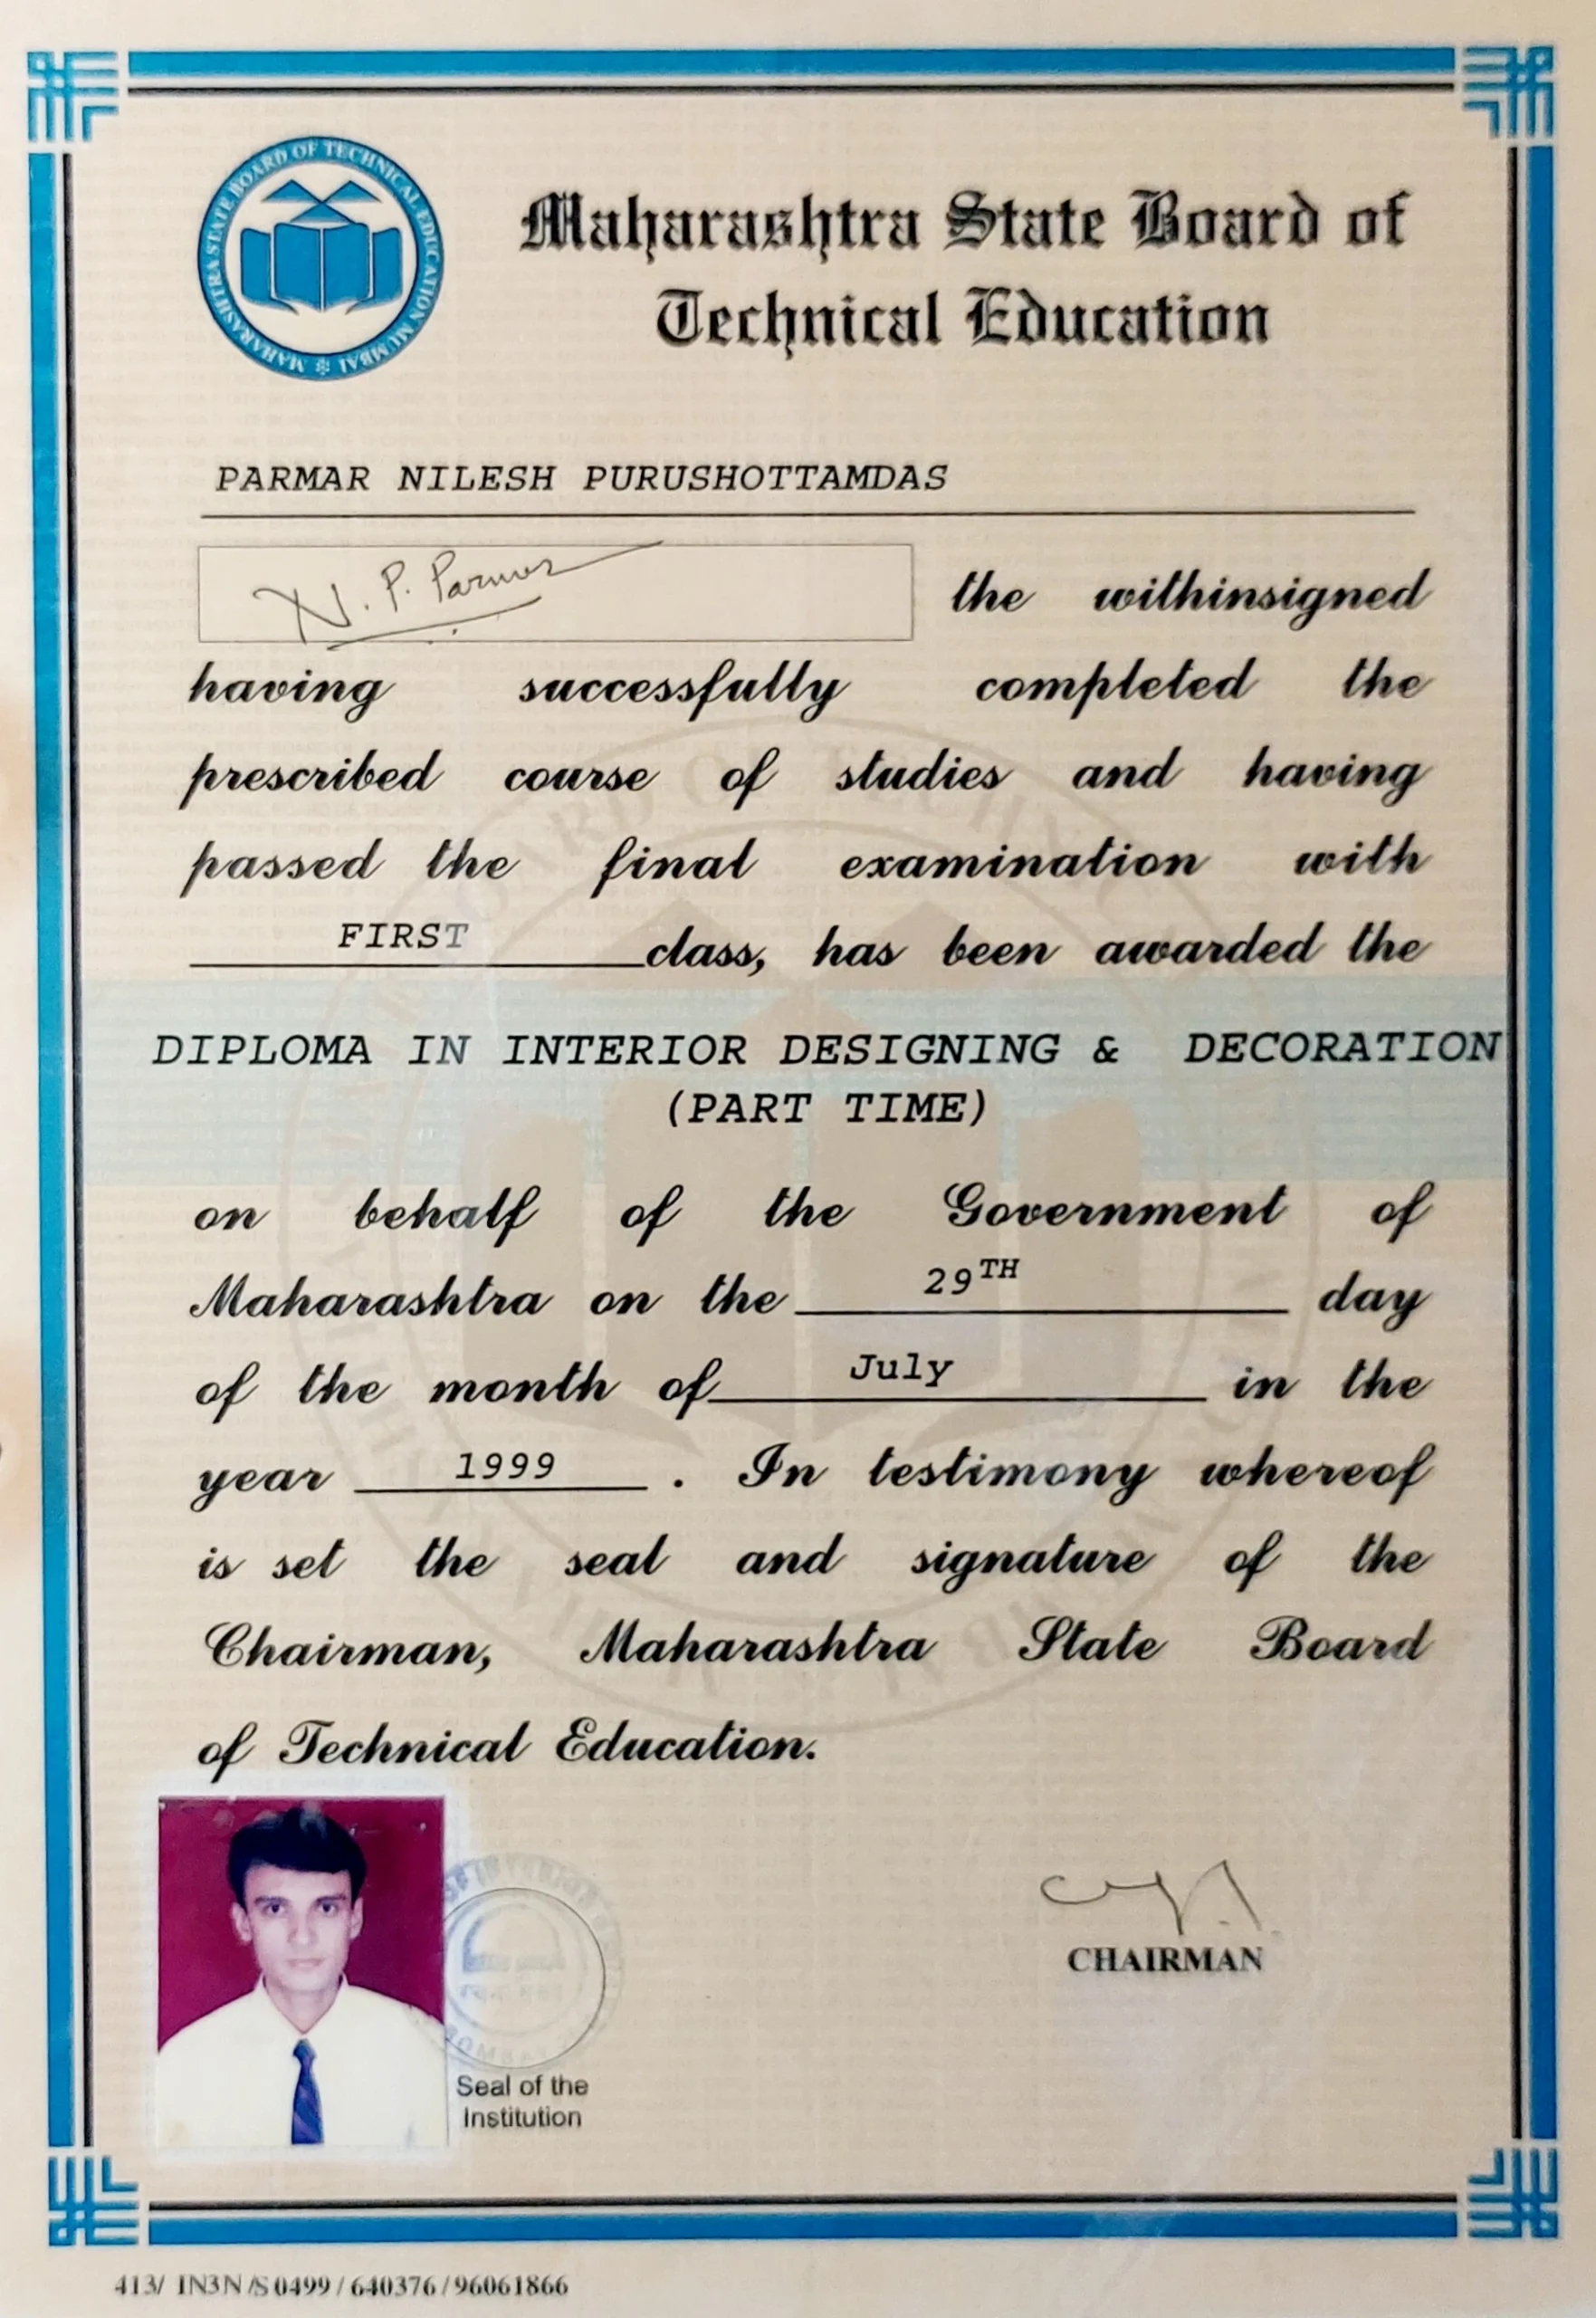 MAHARASHTRA STATE BOARD OF TECHNICAL EDUCATION MUMBAI
Maharashtra State Board of
Technical Education
PARMAR NILESH PURUSHOTTAMDAS
N. P. Parmar
the withinsigned
having successfully completed the
prescribed course of studies and having
passed the final examination with
FIRST class, has been awarded the
DIPLOMA IN INTERIOR DESIGNING & DECORATION
(PART TIME)
on behalf of the Government of
Maharashtra on the 29TH day
of the month of July in the
year 1999 . In testimony whereof
is set the seal and signature of the
Chairman, Maharashtra State Board
of Technical Education.
CHAIRMAN
Seal of the
Institution
413/ IN3N/S0499/640376/96061866